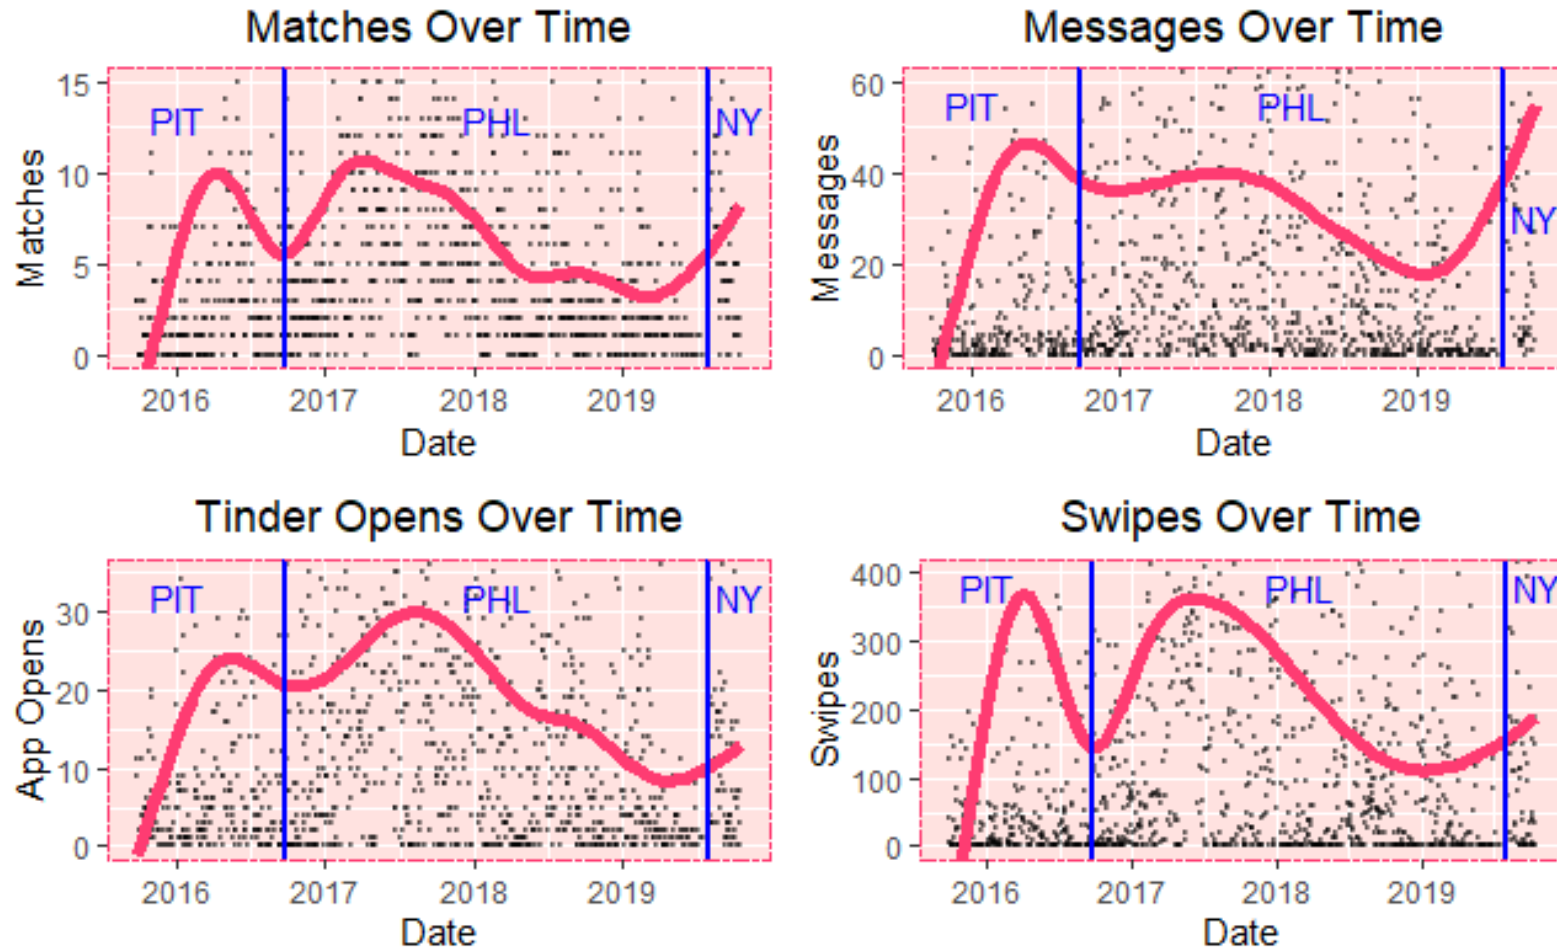 Matches Over Time
Messages Over Time
15
10
5
0
Matches
PIT
PHL
NY
2016
2017
2018
2019
Date
60
40
20
0
Messages
PIT
PHL
NY
2016
2017
2018
2019
Date
Tinder Opens Over Time
Swipes Over Time
30
20
10
0
App Opens
PIT
PHL
NY
2016
2017
2018
2019
Date
400
300
200
100
0
Swipes
PIT
PHL
NY
2016
2017
2018
2019
Date